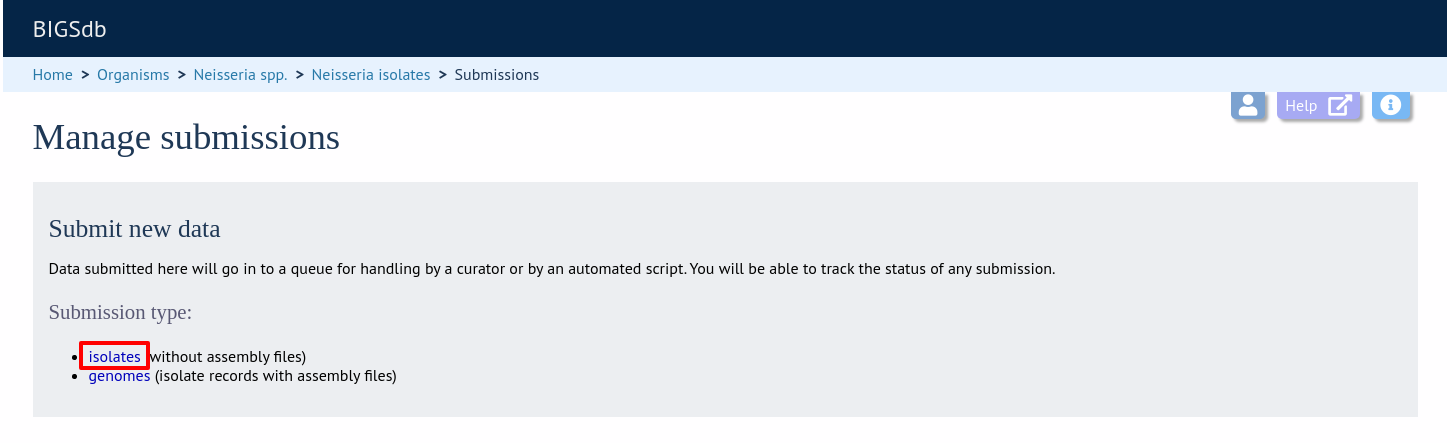 BIGSdb
Home > Organisms > Neisseria spp. > Neisseria isolates > Submissions
Help
Manage submissions
Submit new data
Data submitted here will go in to a queue for handling by a curator or by an automated script. You will be able to track the status of any submission.
Submission type:
• isolates without assembly files)
• genomes (isolate records with assembly files)